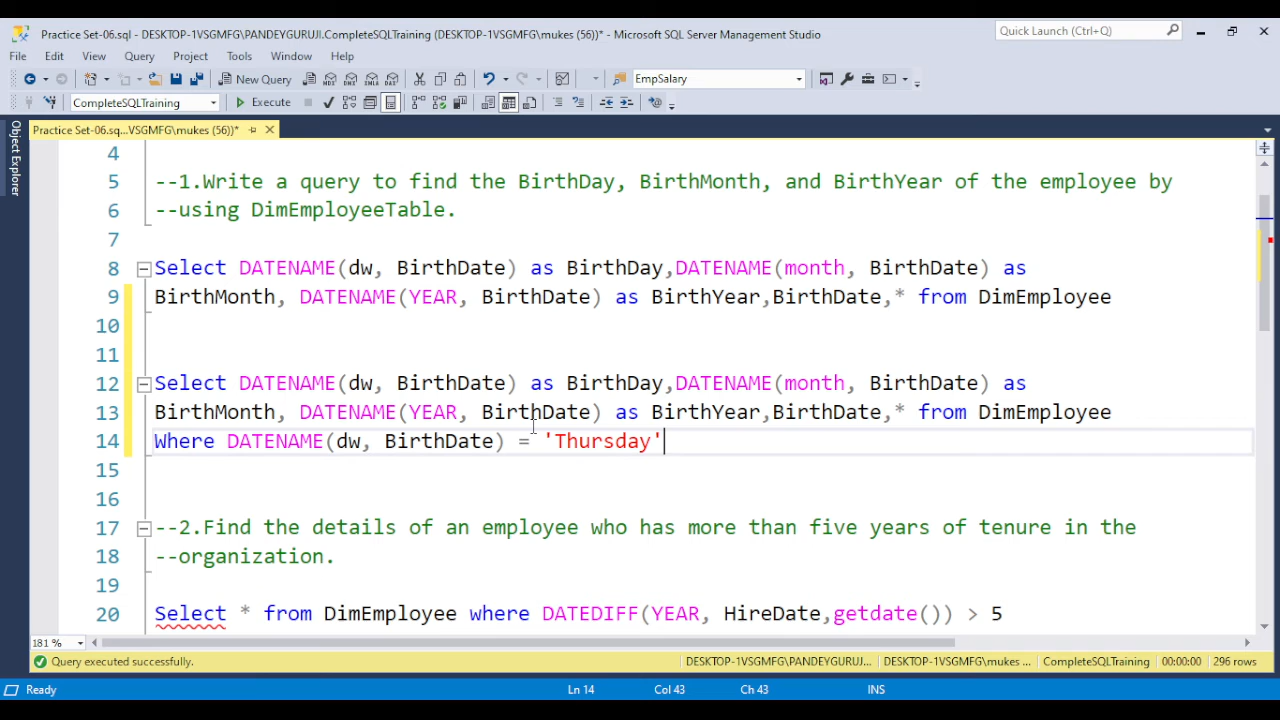 Practice Set-06.sql - DESKTOP-1VSGMFG\PANDEYGURUJI.CompleteSQLTraining (DESKTOP-1VSGMFG\mukes (56))* - Microsoft SQL Server Management Studio
Quick Launch (Ctrl+Q)
File Edit View Query Project Tools Window Help
New Query
EmpSalary
CompleteSQLTraining
Execute
Practice Set-06.sq...VSGMFG\mukes (56))*
Object Explorer
4
5 --1.Write a query to find the BirthDay, BirthMonth, and BirthYear of the employee by
6 --using DimEmployeeTable.
7
8 Select DATENAME(dw, BirthDate) as BirthDay,DATENAME(month, BirthDate) as
9 BirthMonth, DATENAME(YEAR, BirthDate) as BirthYear,BirthDate,* from DimEmployee
10
11
12 Select DATENAME(dw, BirthDate) as BirthDay,DATENAME(month, BirthDate) as
13 BirthMonth, DATENAME(YEAR, BirthDate) as BirthYear,BirthDate,* from DimEmployee
14 Where DATENAME(dw, BirthDate) = 'Thursday'
15
16
17 --2.Find the details of an employee who has more than five years of tenure in the
18 --organization.
19
20 Select * from DimEmployee where DATEDIFF(YEAR, HireDate,getdate()) > 5
181 %
Query executed successfully. DESKTOP-1VSGMFG\PANDEYGURUJ... DESKTOP-1VSGMFG\mukes ... CompleteSQLTraining 00:00:00 296 rows
Ready Ln 14 Col 43 Ch 43 INS